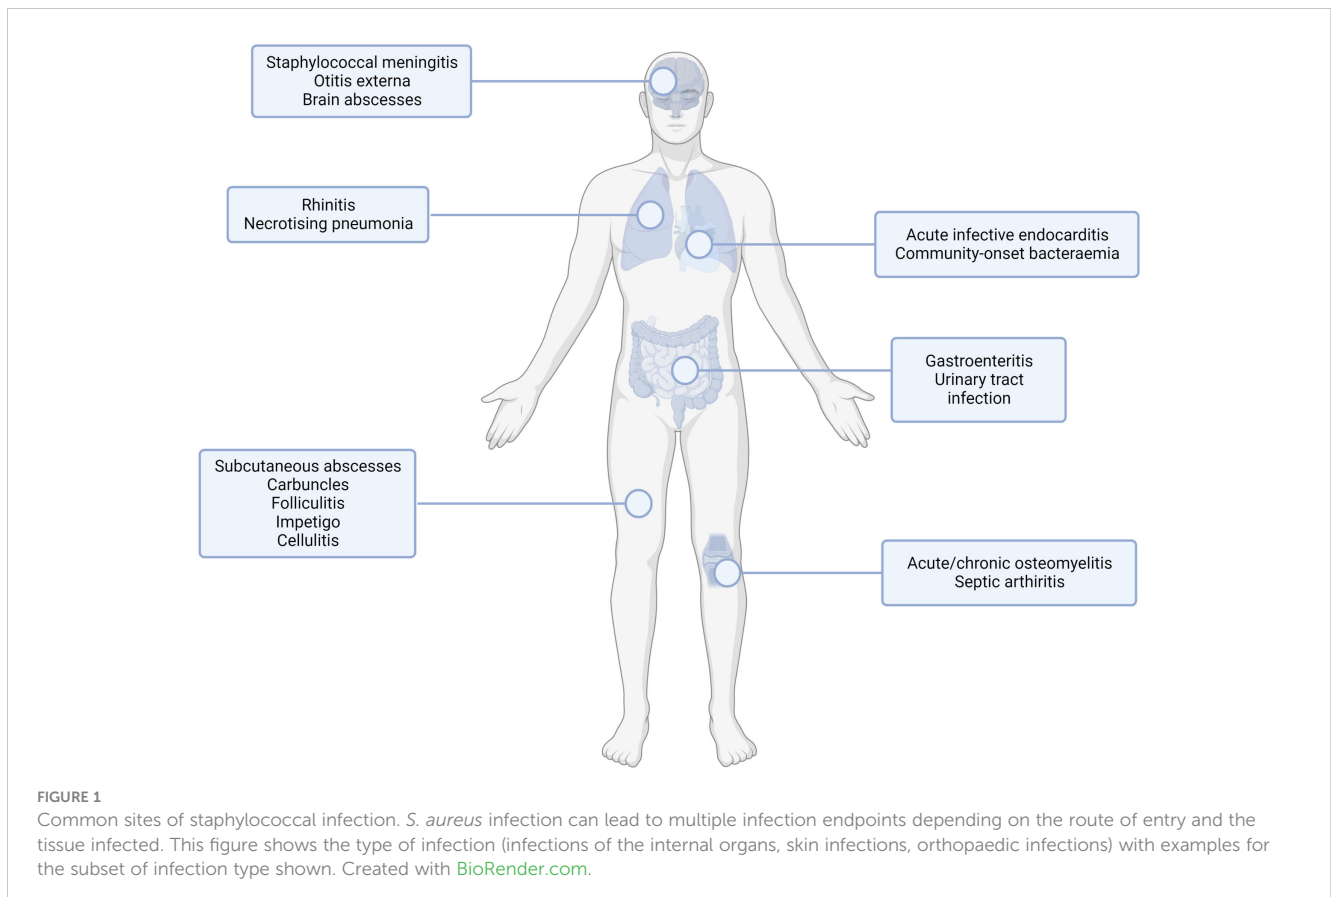 Staphylococcal meningitis
Otitis externa
Brain abscesses
Rhinitis
Necrotising pneumonia
Acute infective endocarditis
Community-onset bacteraemia
Gastroenteritis
Urinary tract
infection
Subcutaneous abscesses
Carbuncles
Folliculitis
Impetigo
Cellulitis
Acute/chronic osteomyelitis
Septic arthiritis
FIGURE 1
Common sites of staphylococcal infection. S. aureus infection can lead to multiple infection endpoints depending on the route of entry and the
tissue infected. This figure shows the type of infection (infections of the internal organs, skin infections, orthopaedic infections) with examples for
the subset of infection type shown. Created with BioRender.com.